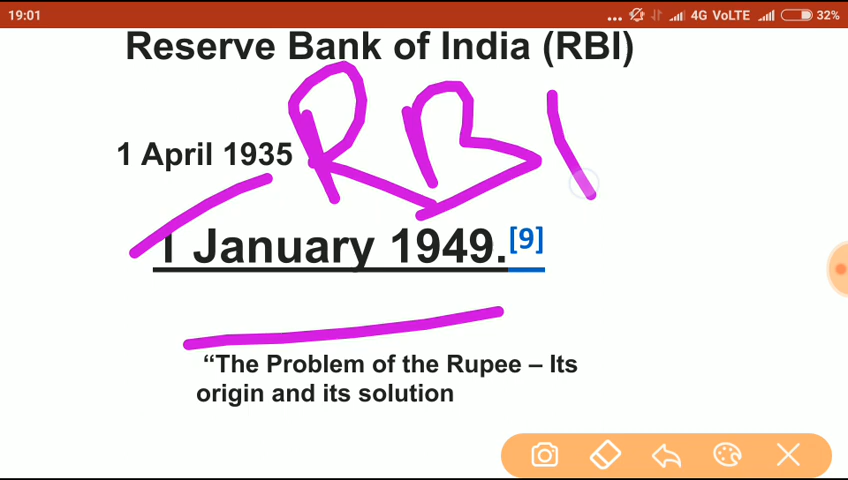 19:01 ... 4G VoLTE 32%
Reserve Bank of India (RBI)
RBI
1 April 1935
1 January 1949.[9]
“The Problem of the Rupee – Its
origin and its solution